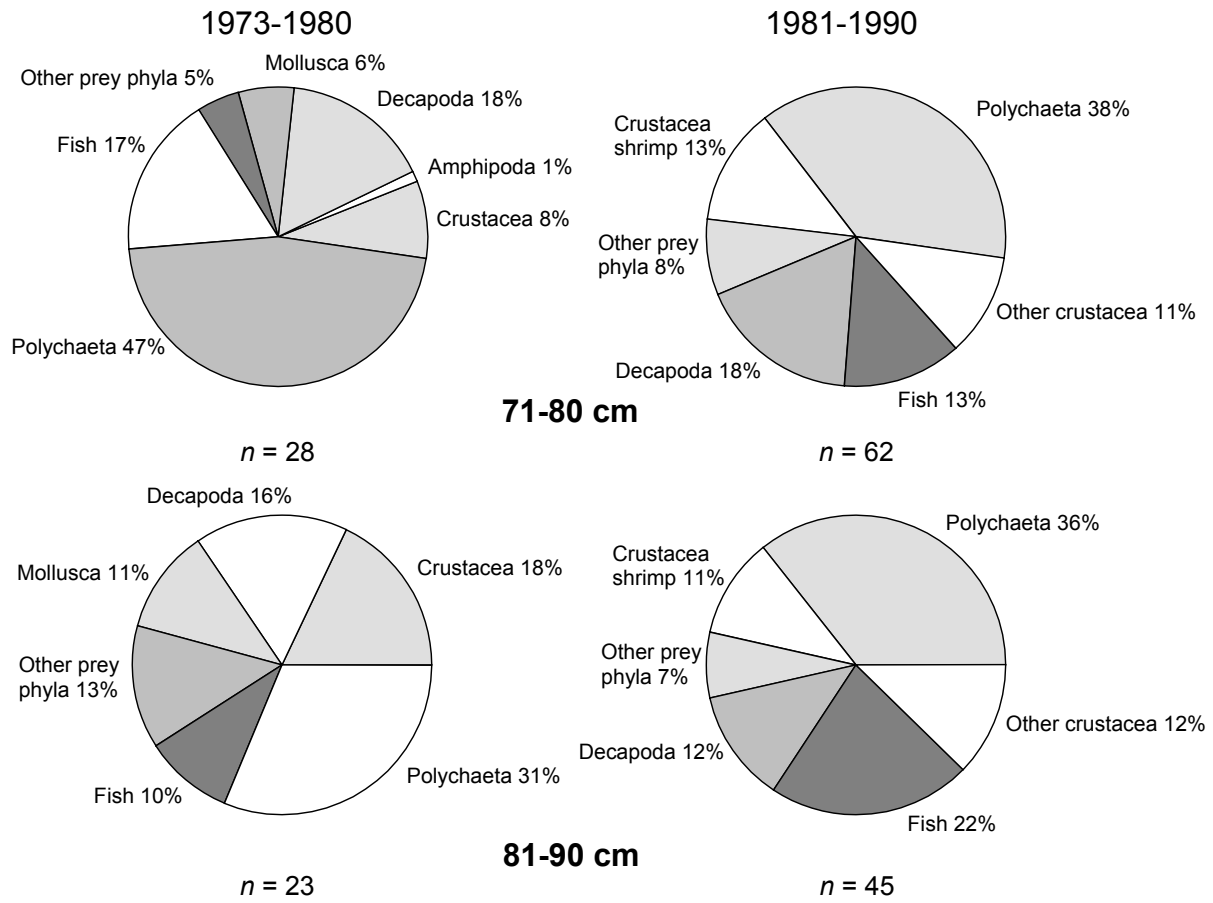 1973-1980
Mollusca 6%
Other prey phyla 5%
Decapoda 18%
Fish 17%
Amphipoda 1%
Crustacea 8%
Polychaeta 47%
1981-1990
Polychaeta 38%
Crustacea
shrimp 13%
Other prey
phyla 8%
Other crustacea 11%
Decapoda 18%
Fish 13%
71-80 cm
n = 28
n = 62
Decapoda 16%
Mollusca 11%
Crustacea 18%
Other prey
phyla 13%
Polychaeta 31%
Fish 10%
Polychaeta 36%
Crustacea
shrimp 11%
Other prey
phyla 7%
Other crustacea 12%
Decapoda 12%
Fish 22%
81-90 cm
n = 23
n = 45